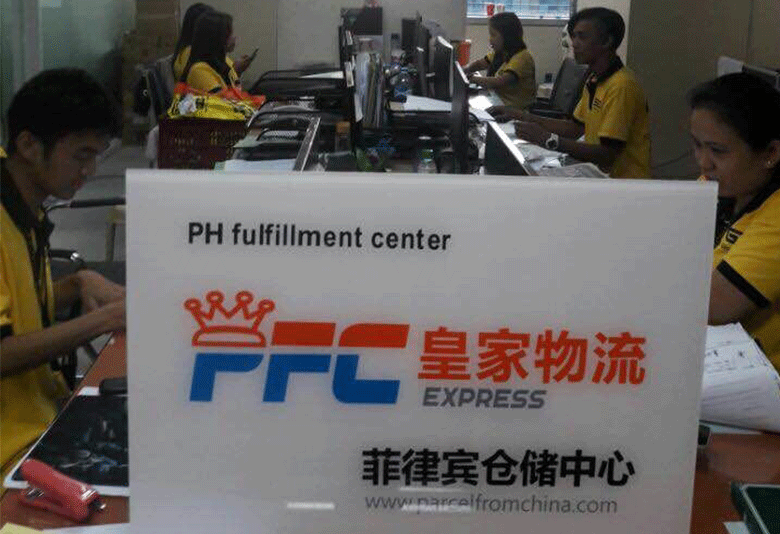 PH fulfillment center
PFC 皇家物流
EXPRESS
菲律宾仓储中心
www.parcelfromchina.com